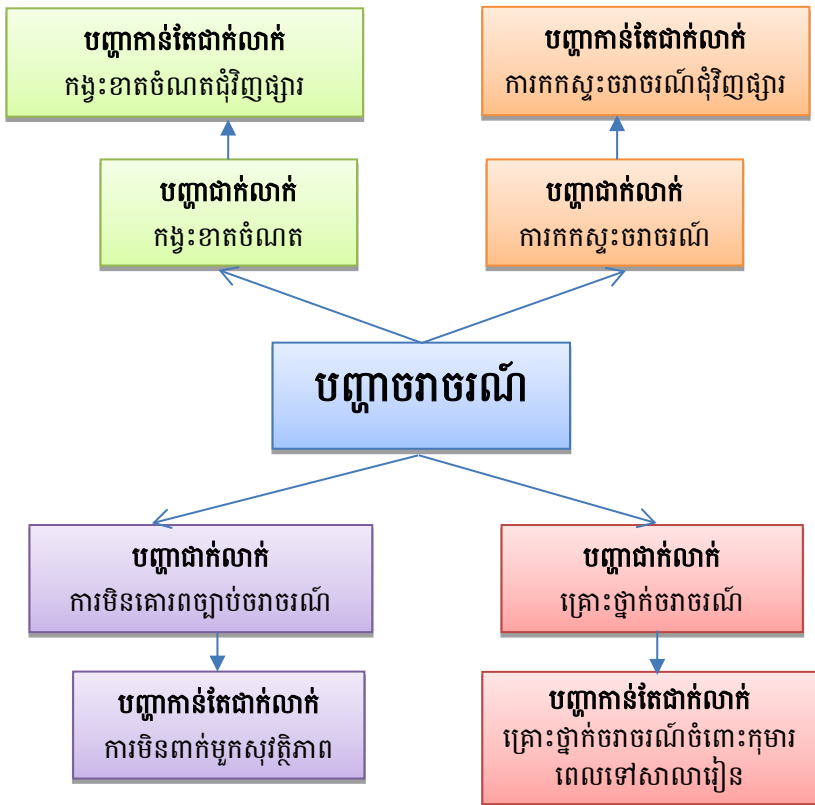 បញ្ហាកាន់តែជាក់លាក់
កង្វះខាតចំណតជុំវិញផ្សារ
បញ្ហាកាន់តែជាក់លាក់
ការកកស្ទះចរាចរណ៍ជុំវិញផ្សារ
បញ្ហាជាក់លាក់
កង្វះខាតចំណត
បញ្ហាជាក់លាក់
ការកកស្ទះចរាចរណ៍
បញ្ហាចរាចរណ៍
បញ្ហាជាក់លាក់
ការមិនគោរពច្បាប់ចរាចរណ៍
បញ្ហាជាក់លាក់
គ្រោះថ្នាក់ចរាចរណ៍
បញ្ហាកាន់តែជាក់លាក់
ការមិនពាក់មួកសុវត្ថិភាព
បញ្ហាកាន់តែជាក់លាក់
គ្រោះថ្នាក់ចរាចរណ៍ចំពោះកុមារ
ពេលទៅសាលារៀន